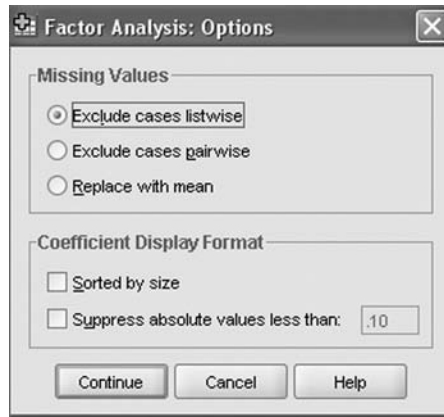 Factor Analysis: Options
Missing Values
Exclude cases listwise
Exclude cases pairwise
Replace with mean
Coefficient Display Format
Sorted by size
Suppress absolute values less than: .10
Continue Cancel Help